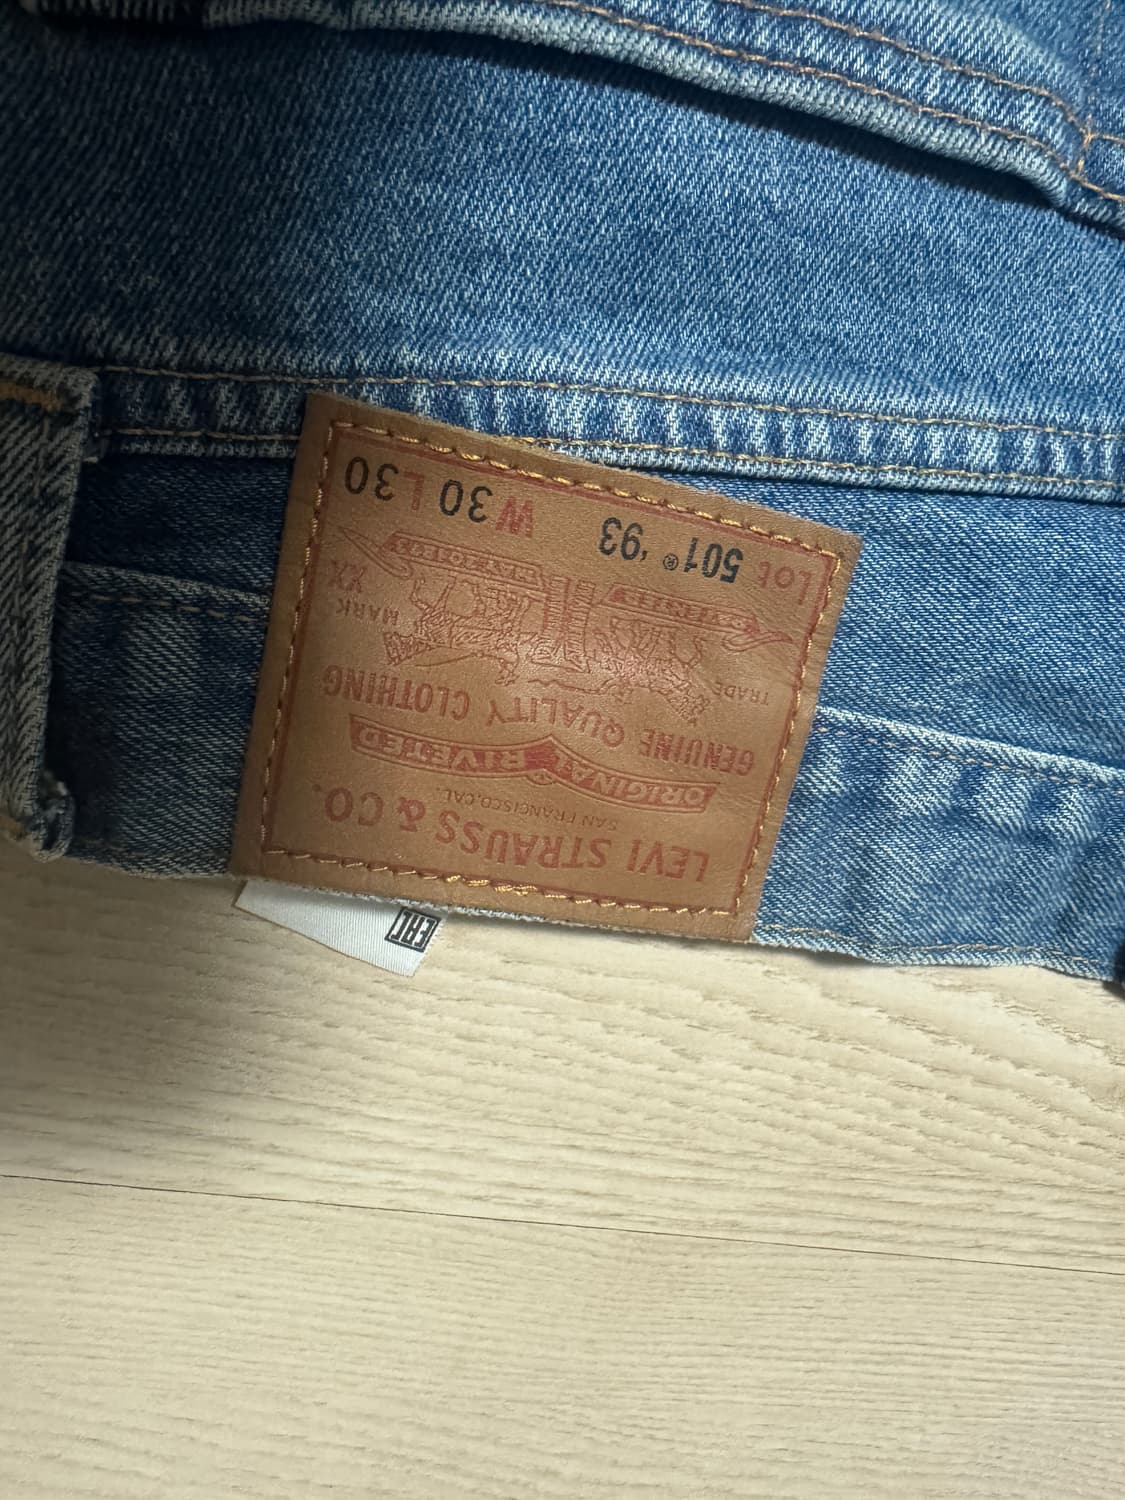 LEVI STRAUSS & CO.
SAN FRANCISCO, CAL.
ORIGINAL RIVETED
GENUINE QUALITY CLOTHING
TRADE MARK
XX
Lot 501® '93 W 30 L 30
EAC